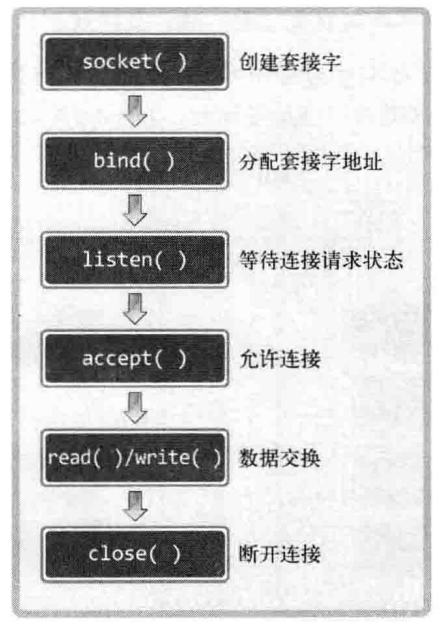 socket( ) 创建套接字
bind( ) 分配套接字地址
listen( ) 等待连接请求状态
accept( ) 允许连接
read( )/write( ) 数据交换
close( ) 断开连接